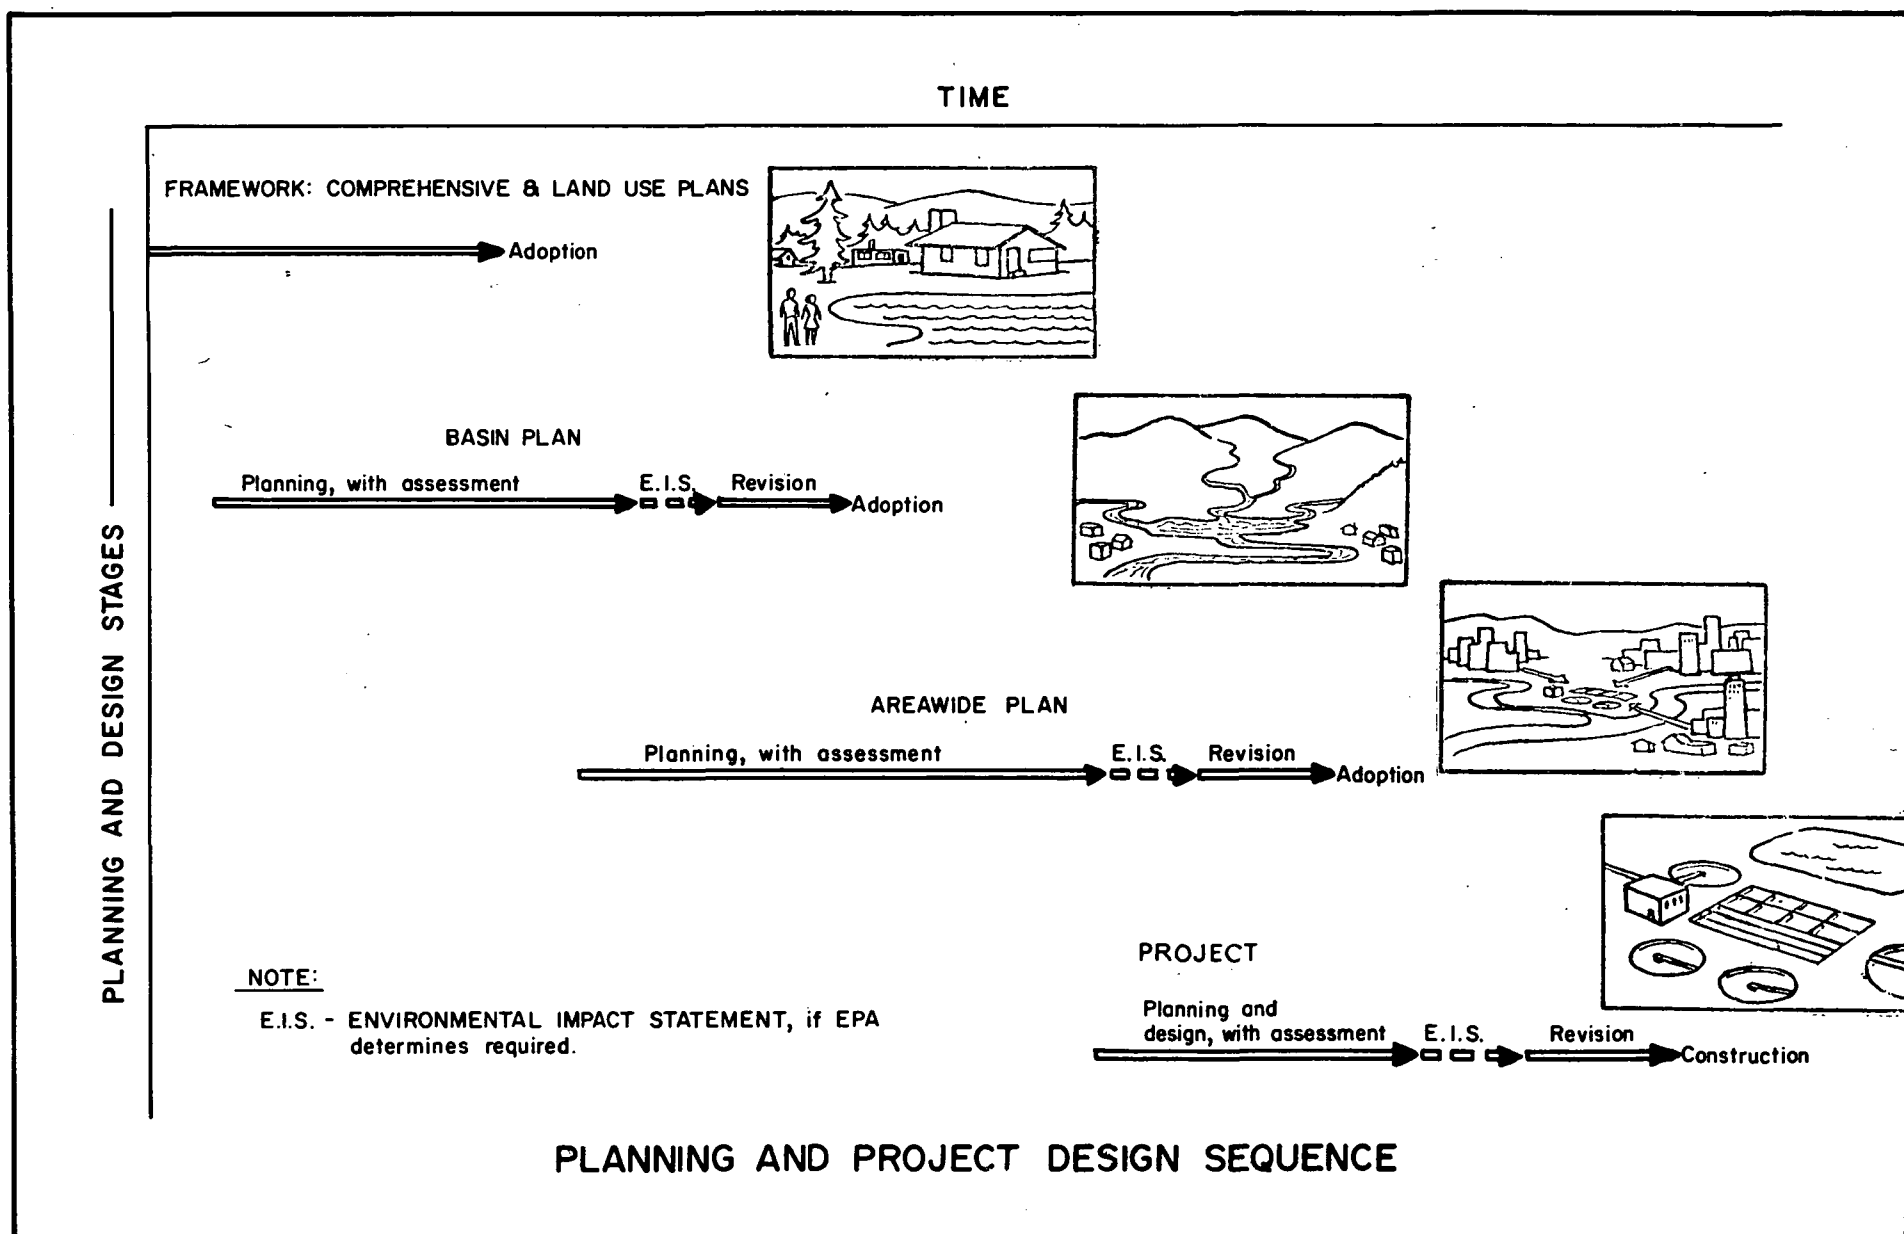 TIME
FRAMEWORK: COMPREHENSIVE & LAND USE PLANS
Adoption
PLANNING AND DESIGN STAGES
BASIN PLAN
Planning, with assessment E.I.S. Revision
Adoption
AREAWIDE PLAN
Planning, with assessment E.I.S. Revision
Adoption
PROJECT
Planning and
design, with assessment E.I.S. Revision
Construction
NOTE:
E.I.S. - ENVIRONMENTAL IMPACT STATEMENT, if EPA
determines required.
PLANNING AND PROJECT DESIGN SEQUENCE